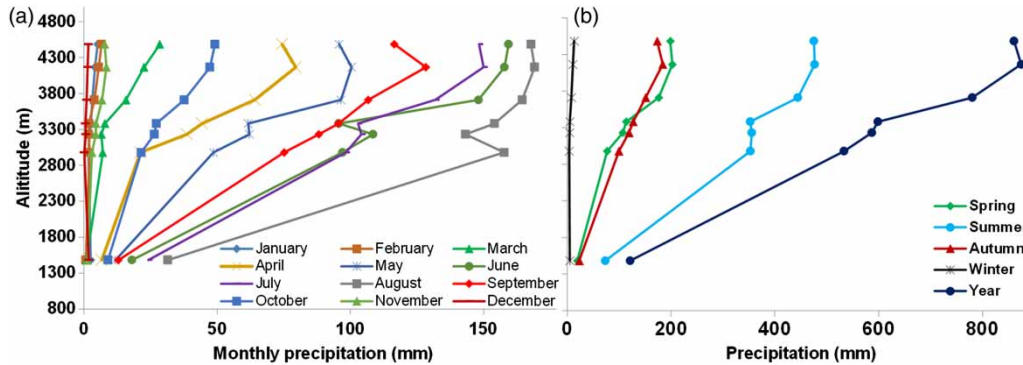 (a)
4800
4300
3800
3300
2800
2300
1800
1300
800
Alititude (m)
January
February
March
April
May
June
July
August
September
October
November
December
0 50 100 150
Monthly precipitation (mm)
(b)
Spring
Summer
Autumn
Winter
Year
0 200 400 600 800
Precipitation (mm)